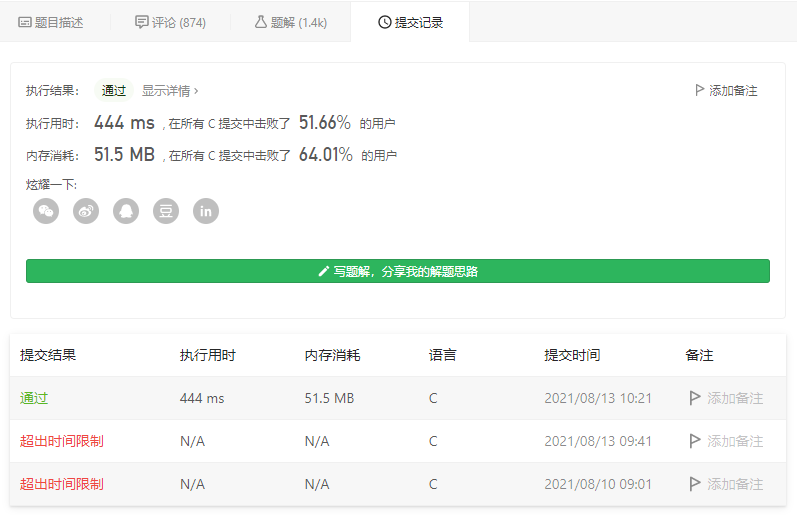 题目描述 评论 (874) 题解 (1.4k) 提交记录
执行结果： 通过 显示详情 › 添加备注
执行用时： 444 ms , 在所有 C 提交中击败了 51.66% 的用户
内存消耗： 51.5 MB , 在所有 C 提交中击败了 64.01% 的用户
炫耀一下:
豆 in
写题解，分享我的解题思路
提交结果 执行用时 内存消耗 语言 提交时间 备注
通过 444 ms 51.5 MB C 2021/08/13 10:21 添加备注
超出时间限制 N/A N/A C 2021/08/13 09:41 添加备注
超出时间限制 N/A N/A C 2021/08/10 09:01 添加备注